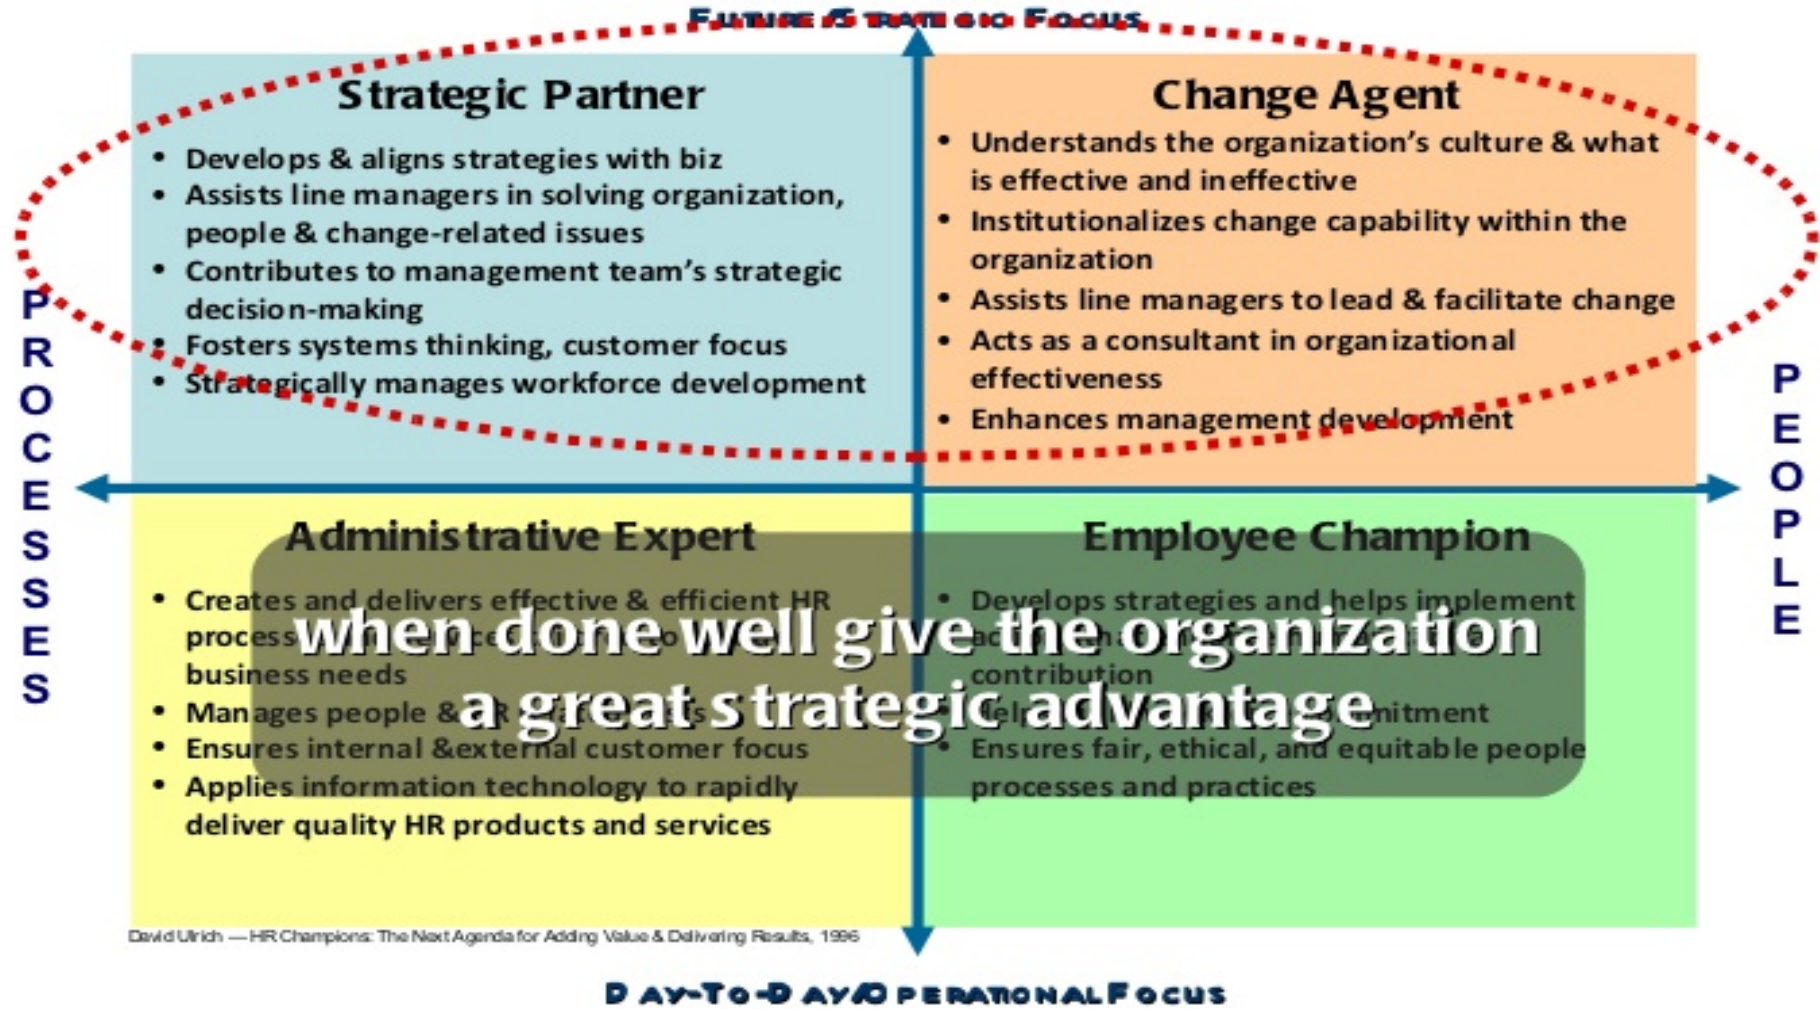 FUTURE/STRATEGIC FOCUS
Strategic Partner
• Develops & aligns strategies with biz
• Assists line managers in solving organization,
people & change-related issues
• Contributes to management team’s strategic
decision-making
• Fosters systems thinking, customer focus
• Strategically manages workforce development
Change Agent
• Understands the organization’s culture & what
is effective and ineffective
• Institutionalizes change capability within the
organization
• Assists line managers to lead & facilitate change
• Acts as a consultant in organizational
effectiveness
• Enhances management development
PROCESSES
PEOPLE
Administrative Expert
• Creates and delivers effective & efficient HR
business needs
• Manages people &
• Ensures internal &external customer focus
• Applies information technology to rapidly
deliver quality HR products and services
Employee Champion
• Develops strategies and helps implement
contribution
• Ensures fair, ethical, and equitable people
processes and practices
when done well give the organization
a great strategic advantage
David Ulrich — HR Champions: The Next Agenda for Adding Value & Delivering Results, 1996
DAY-TO-DAY/OPERATIONAL FOCUS